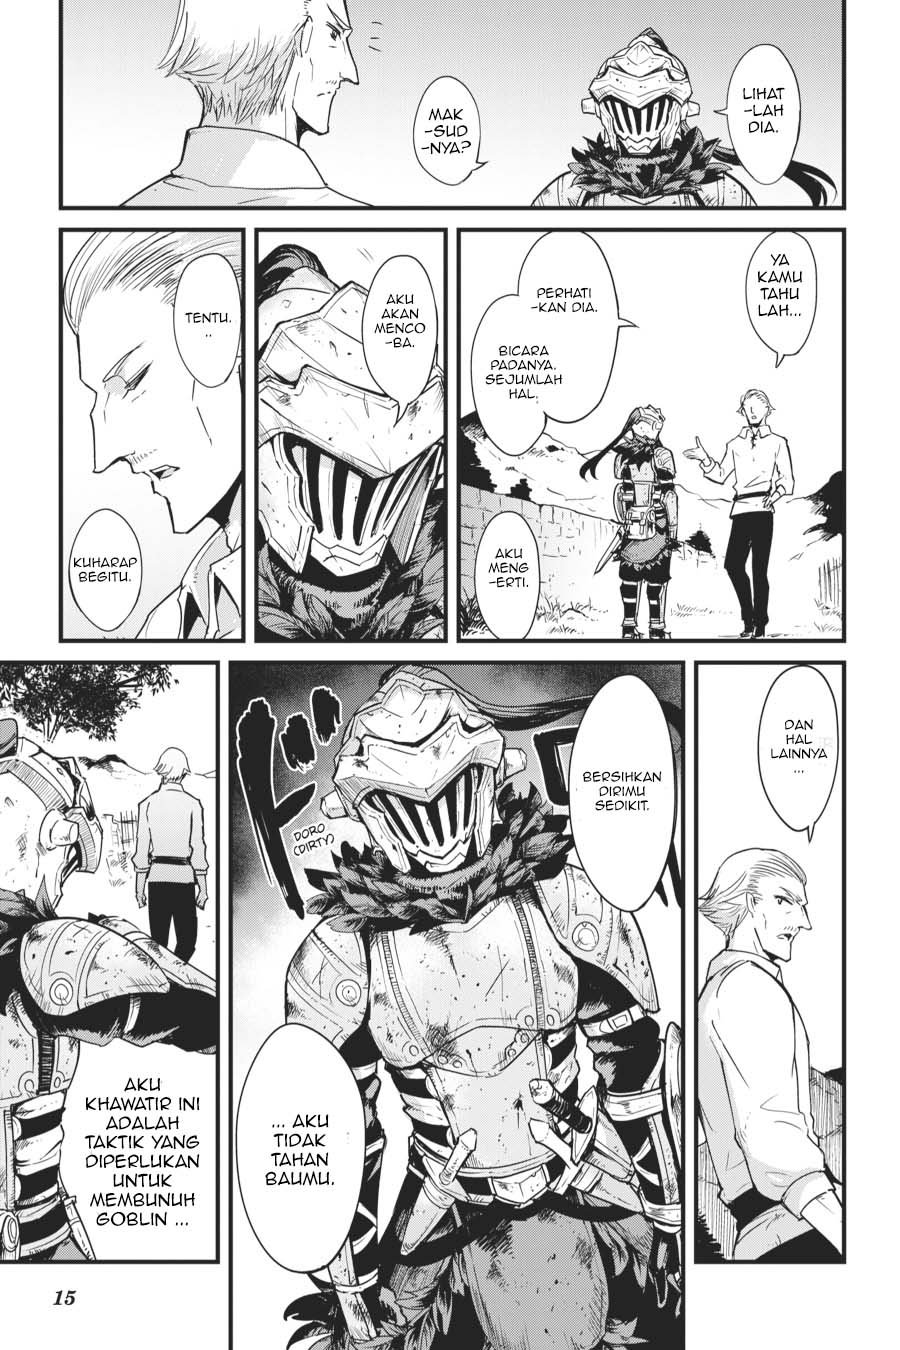 LIHAT
-LAH
DIA.
MAK
-SUD
-NYA?
YA
KAMU
TAHU
LAH...
PERHATI
-KAN DIA.
BICARA
PADANYA.
SEJUMLAH
HAL.
AKU
MENG
-ERTI.
AKU
AKAN
MENCO
-BA.
TENTU.
..
KUHARAP
BEGITU.
DAN
HAL
LAINNYA
...
BERSIHKAN
DIRIMU
SEDIKIT.
DORO
(DIRTY)
... AKU
TIDAK
TAHAN
BAUMU.
AKU
KHAWATIR INI
ADALAH
TAKTIK YANG
DIPERLUKAN
UNTUK
MEMBUNUH
GOBLIN ...
15